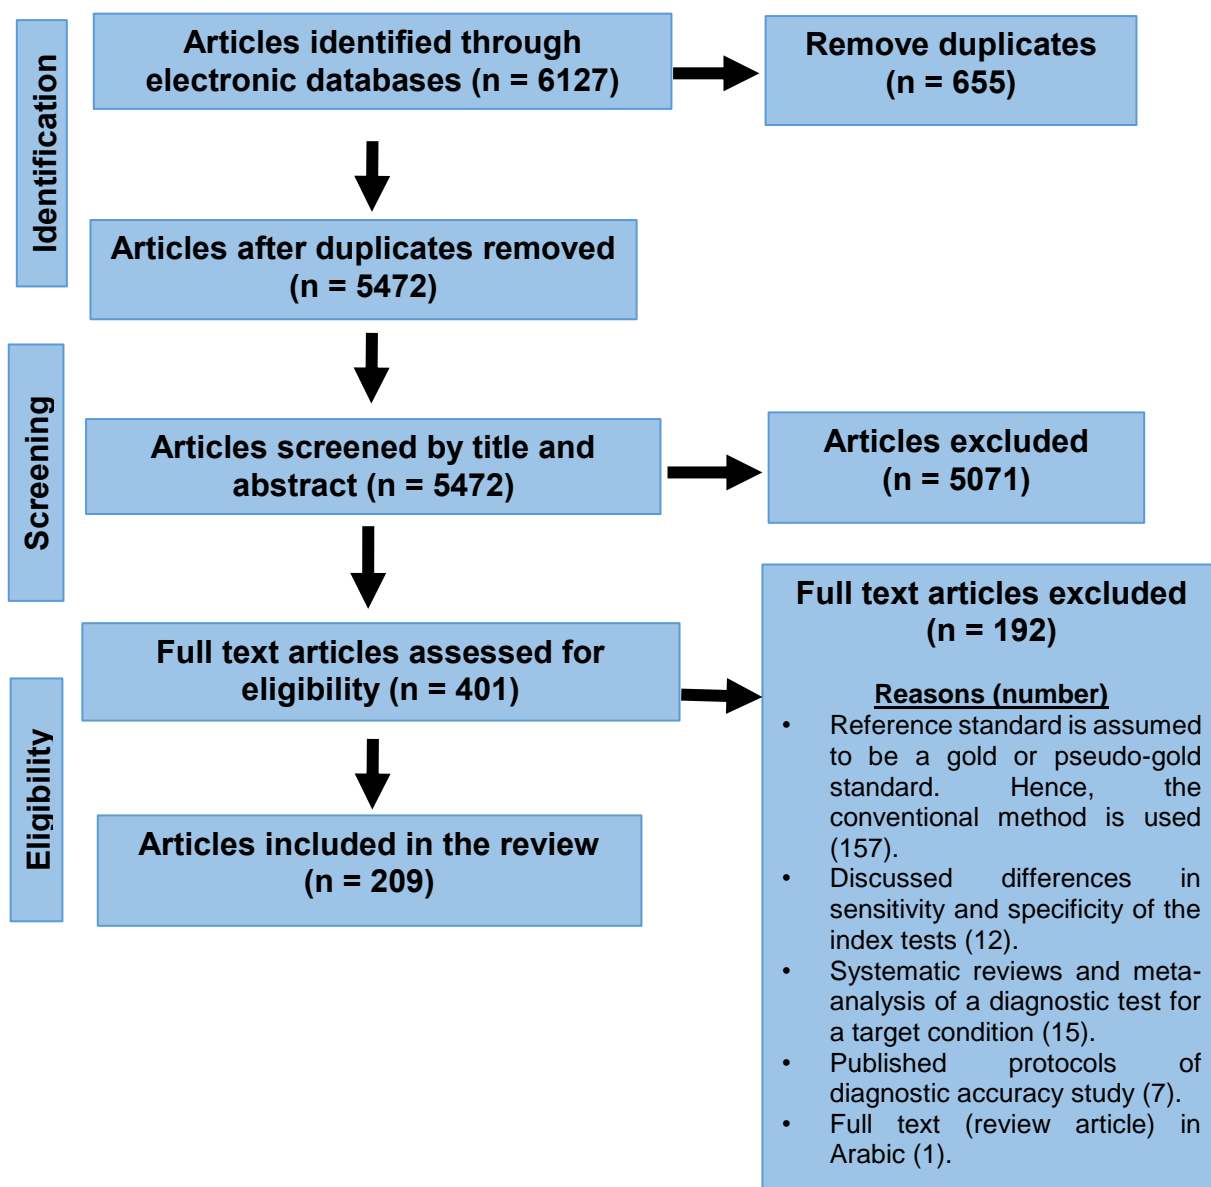 Identification
Articles identified through
electronic databases (n = 6127)
Remove duplicates
(n = 655)
Articles after duplicates removed
(n = 5472)
Screening
Articles screened by title and
abstract (n = 5472)
Articles excluded
(n = 5071)
Eligibility
Full text articles assessed for
eligibility (n = 401)
Full text articles excluded
(n = 192)
Reasons (number)
• Reference standard is assumed
to be a gold or pseudo-gold
standard. Hence, the
conventional method is used
(157).
• Discussed differences in
sensitivity and specificity of the
index tests (12).
• Systematic reviews and meta-
analysis of a diagnostic test for
a target condition (15).
• Published protocols of
diagnostic accuracy study (7).
• Full text (review article) in
Arabic (1).
Articles included in the review
(n = 209)